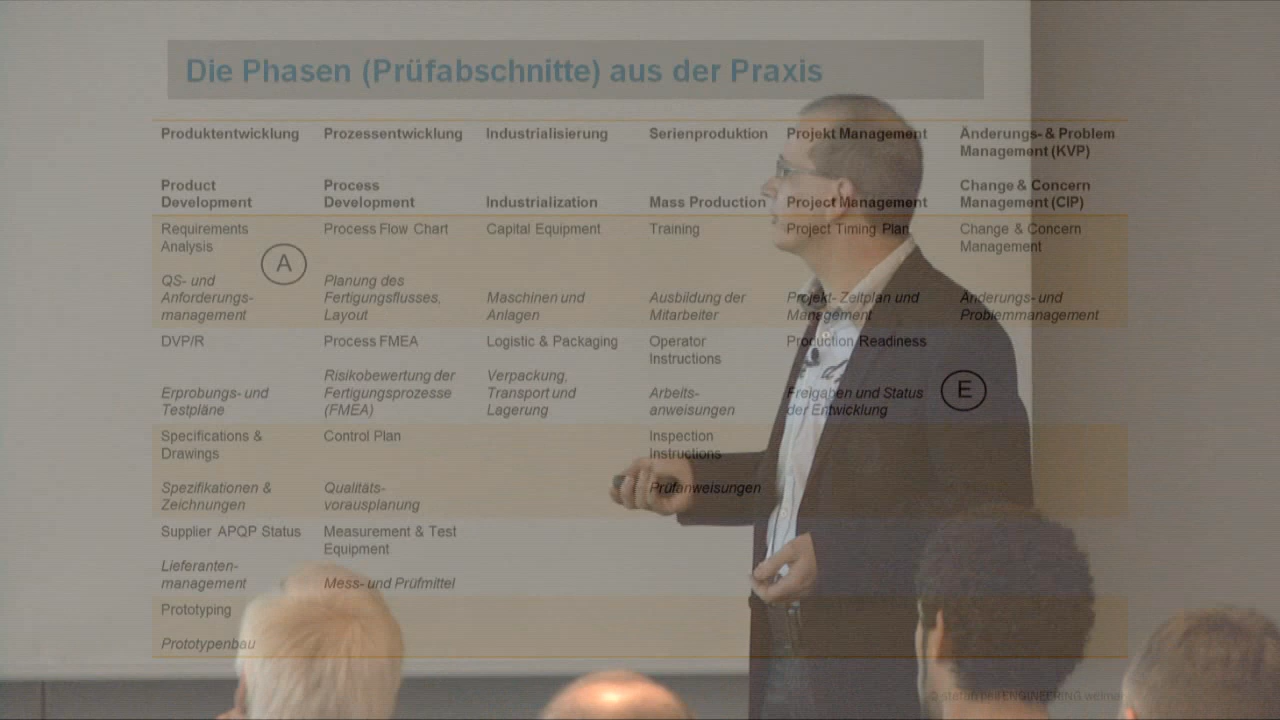 Die Phasen (Prüfabschnitte) aus der Praxis
Produktentwicklung Prozessentwicklung Industrialisierung Serienproduktion Projekt Management Änderungs- & Problem
Management (KVP)
Product Process Change & Concern
Development Development Industrialization Mass Production Project Management Management (CIP)
Requirements Process Flow Chart Capital Equipment Training Project Timing Plan Change & Concern
Analysis Management
A
QS- und Planung des
Anforderungs- Fertigungsflusses, Maschinen und Ausbildung der Projekt- Zeitplan und Änderungs- und
management Layout Anlagen Mitarbeiter Management Problemmanagement
DVP/R Process FMEA Logistic & Packaging Operator Production Readiness
Instructions
Risikobewertung der Verpackung,
Erprobungs- und Fertigungsprozesse Transport und Arbeits- Freigaben und Status E
Testpläne (FMEA) Lagerung anweisungen der Entwicklung
Specifications & Control Plan Inspection
Drawings Instructions
Spezifikationen & Qualitäts- Prüfanweisungen
Zeichnungen vorausplanung
Supplier APQP Status Measurement & Test
Equipment
Lieferanten-
management Mess- und Prüfmittel
Prototyping
Prototypenbau
© stefan peil ENGINEERING weimar